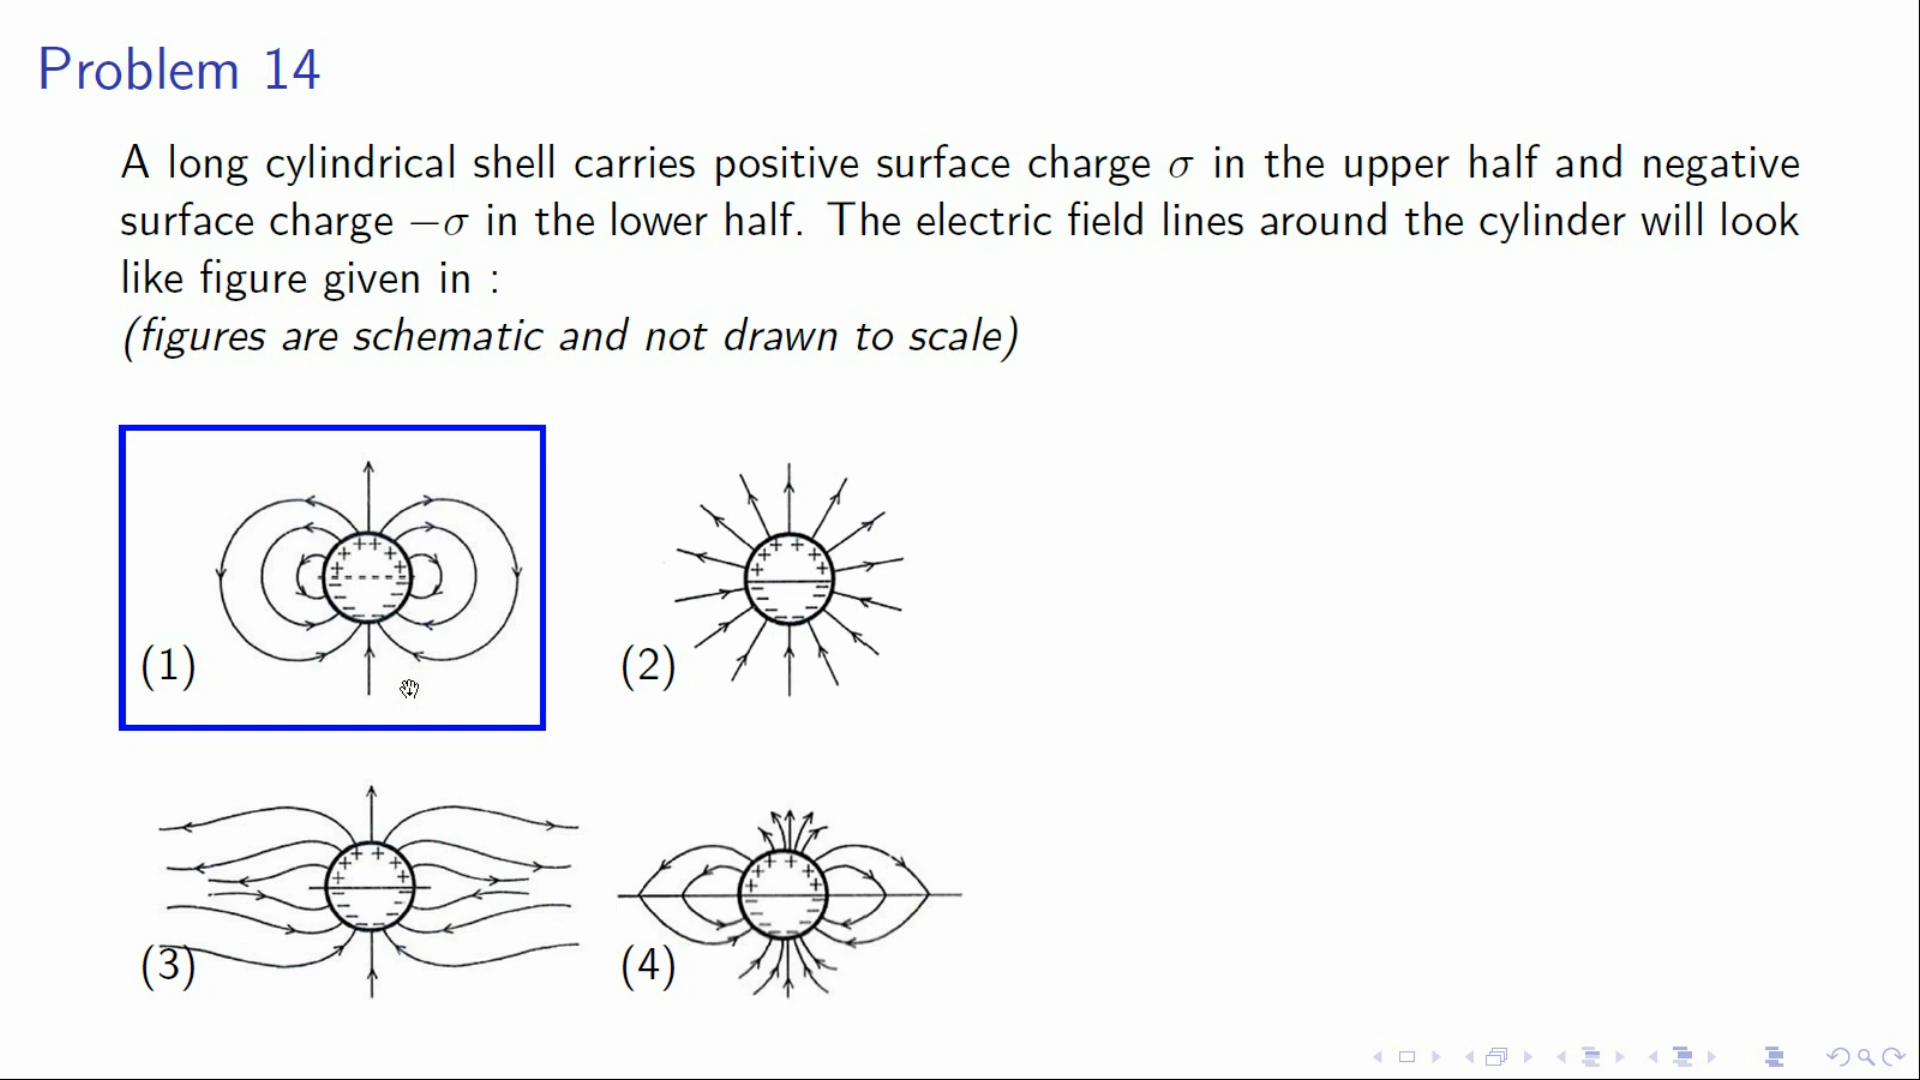 Problem 14
A long cylindrical shell carries positive surface charge σ in the upper half and negative
surface charge −σ in the lower half. The electric field lines around the cylinder will look
like figure given in :
(figures are schematic and not drawn to scale)
(1)
(2)
(3)
(4)